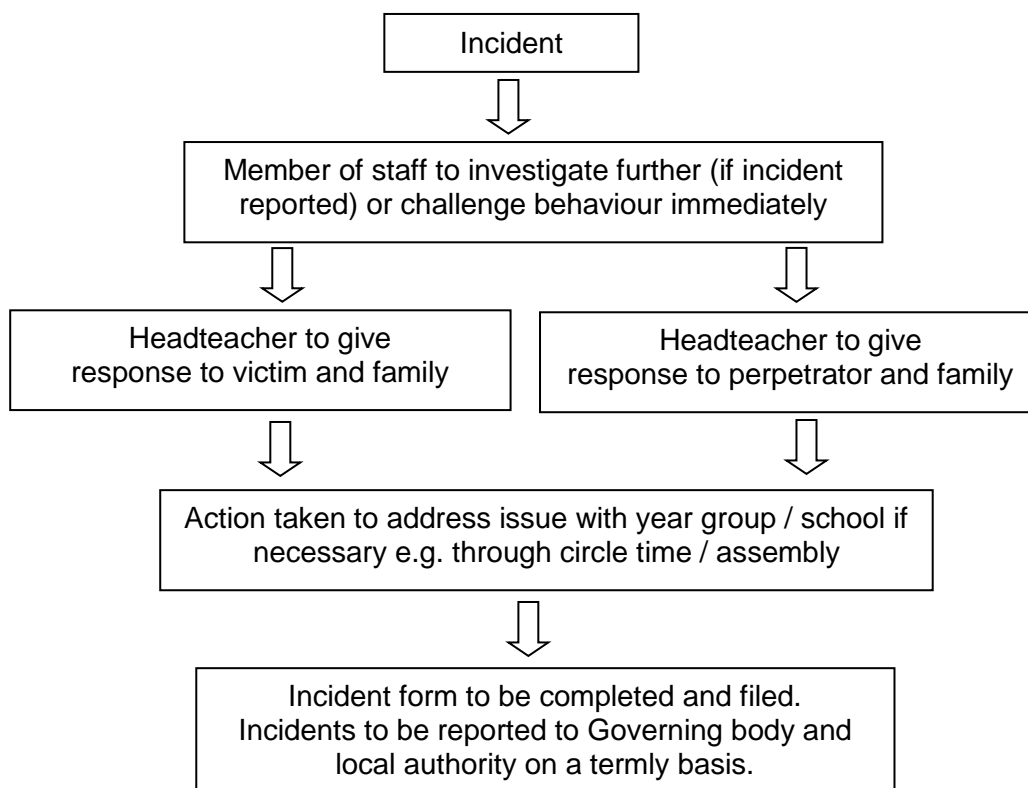 Incident
Member of staff to investigate further (if incident
reported) or challenge behaviour immediately
Headteacher to give
response to victim and family
Headteacher to give
response to perpetrator and family
Action taken to address issue with year group / school if
necessary e.g. through circle time / assembly
Incident form to be completed and filed.
Incidents to be reported to Governing body and
local authority on a termly basis.